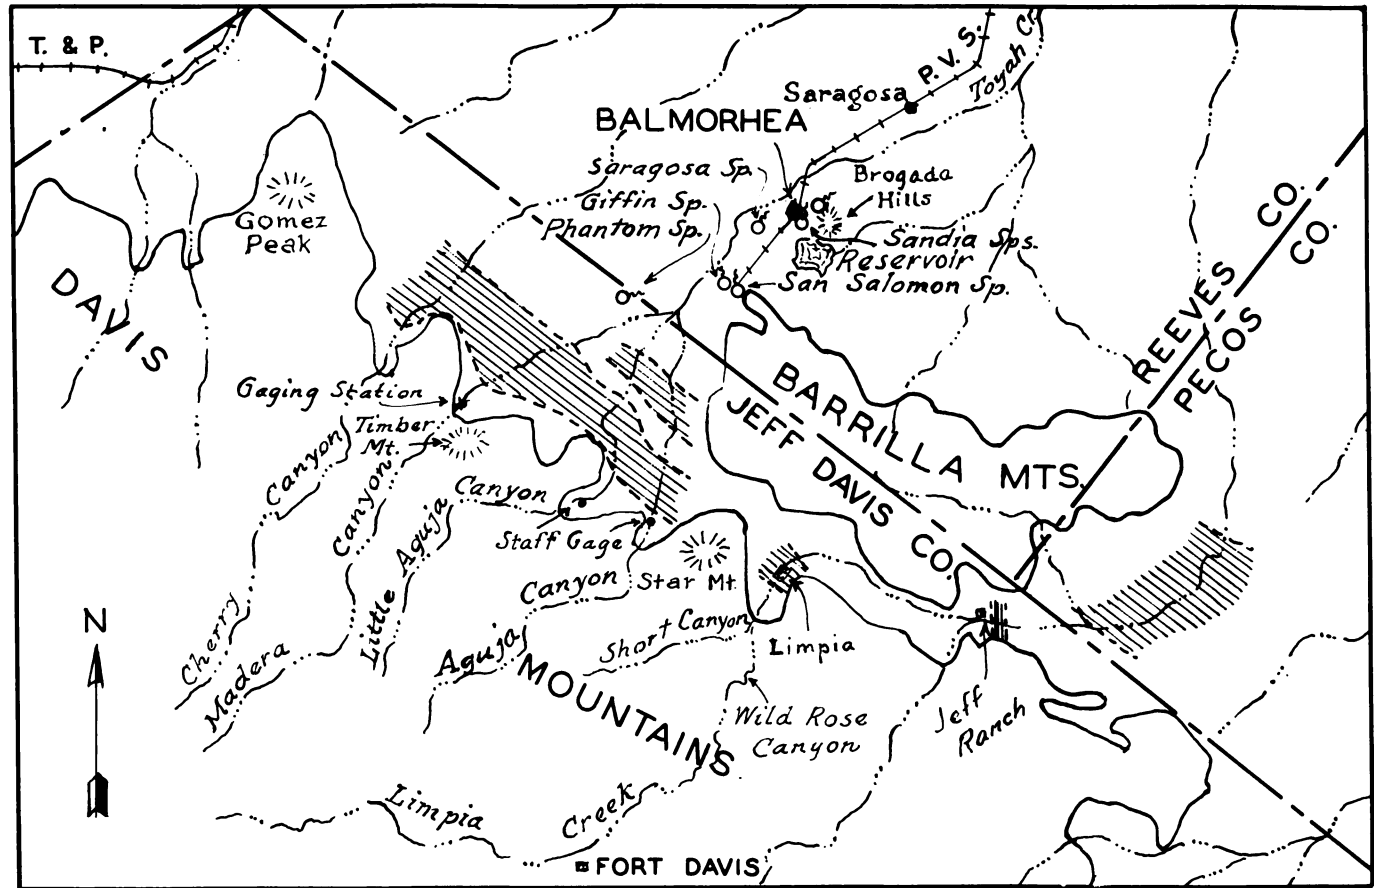 T. & P.
P. V. S.
Toyah Cr.
Saragosa
BALMORHEA
Saragosa Sp.
Brogada
Hills
Giffin Sp.
Phantom Sp.
Sandia Sps.
Reservoir
San Salomon Sp.
Gomez
Peak
REEVES CO.
PECOS CO.
DAVIS
BARRILLA MTS.
JEFF DAVIS CO.
Gaging Station
Timber
Mt.
Cherry Canyon
Madera Canyon
Little Aguja Canyon
Staff Gage
Aguja Canyon
Star Mt.
Short Canyon
Limpia
N
MOUNTAINS
Wild Rose
Canyon
Jeff
Ranch
Limpia Creek
FORT DAVIS